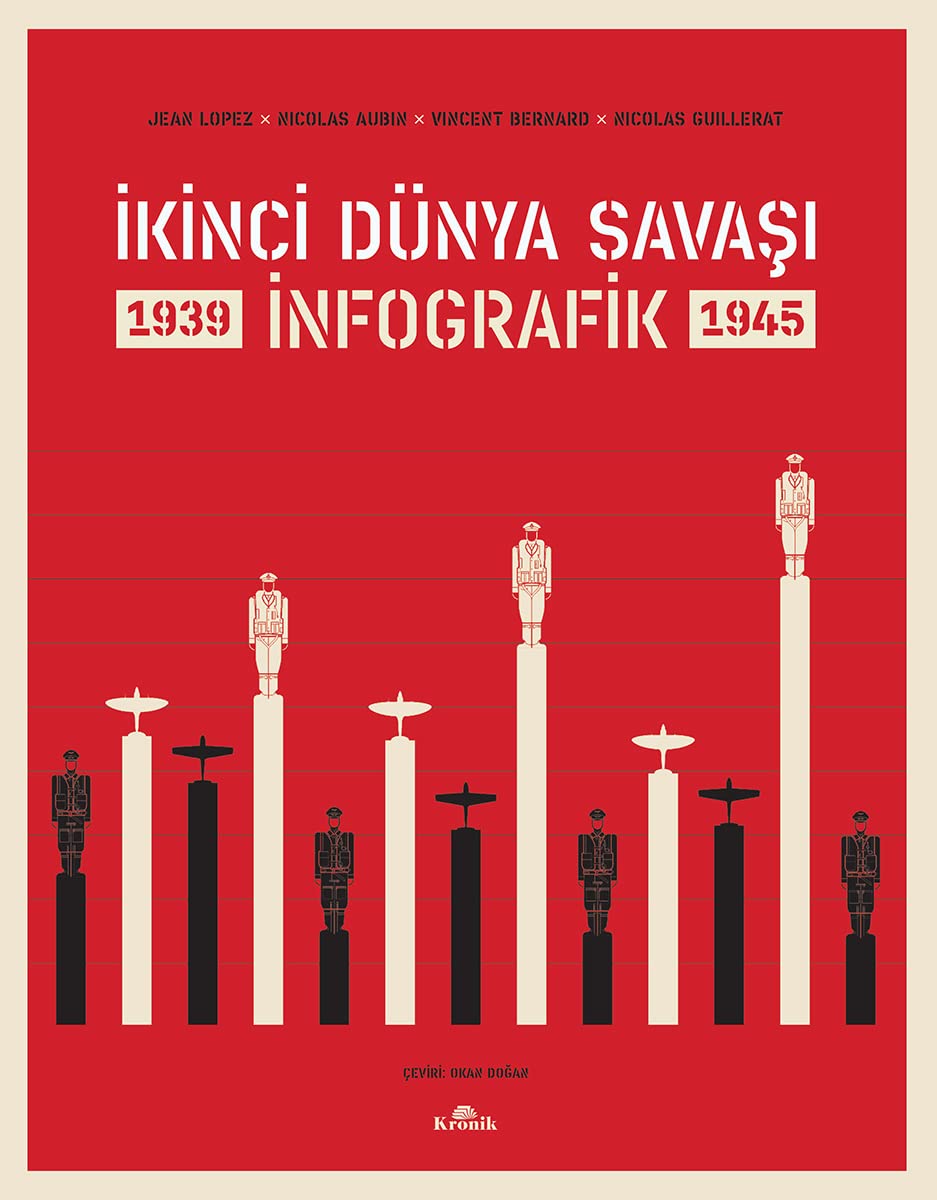 JEAN LOPEZ × NICOLAS AUBIN × VINCENT BERNARD × NICOLAS GUILLERAT
İKİNCİ DÜNYA SAVAŞI
1939 İNFOGRAFİK 1945
ÇEVİRİ: OKAN DOĞAN
Kronik